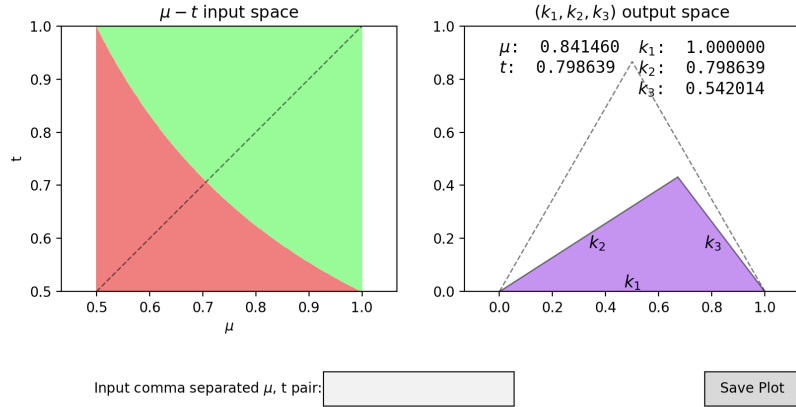 μ − t input space
1.0
0.9
0.8
0.7
0.6
0.5
t
0.5 0.6 0.7 0.8 0.9 1.0
μ
(k₁, k₂, k₃) output space
1.0
0.8
0.6
0.4
0.2
0.0
μ: 0.841460 k₁: 1.000000
t: 0.798639 k₂: 0.798639
k₃: 0.542014
k₂ k₃
k₁
0.0 0.2 0.4 0.6 0.8 1.0
Input comma separated μ, t pair:
Save Plot